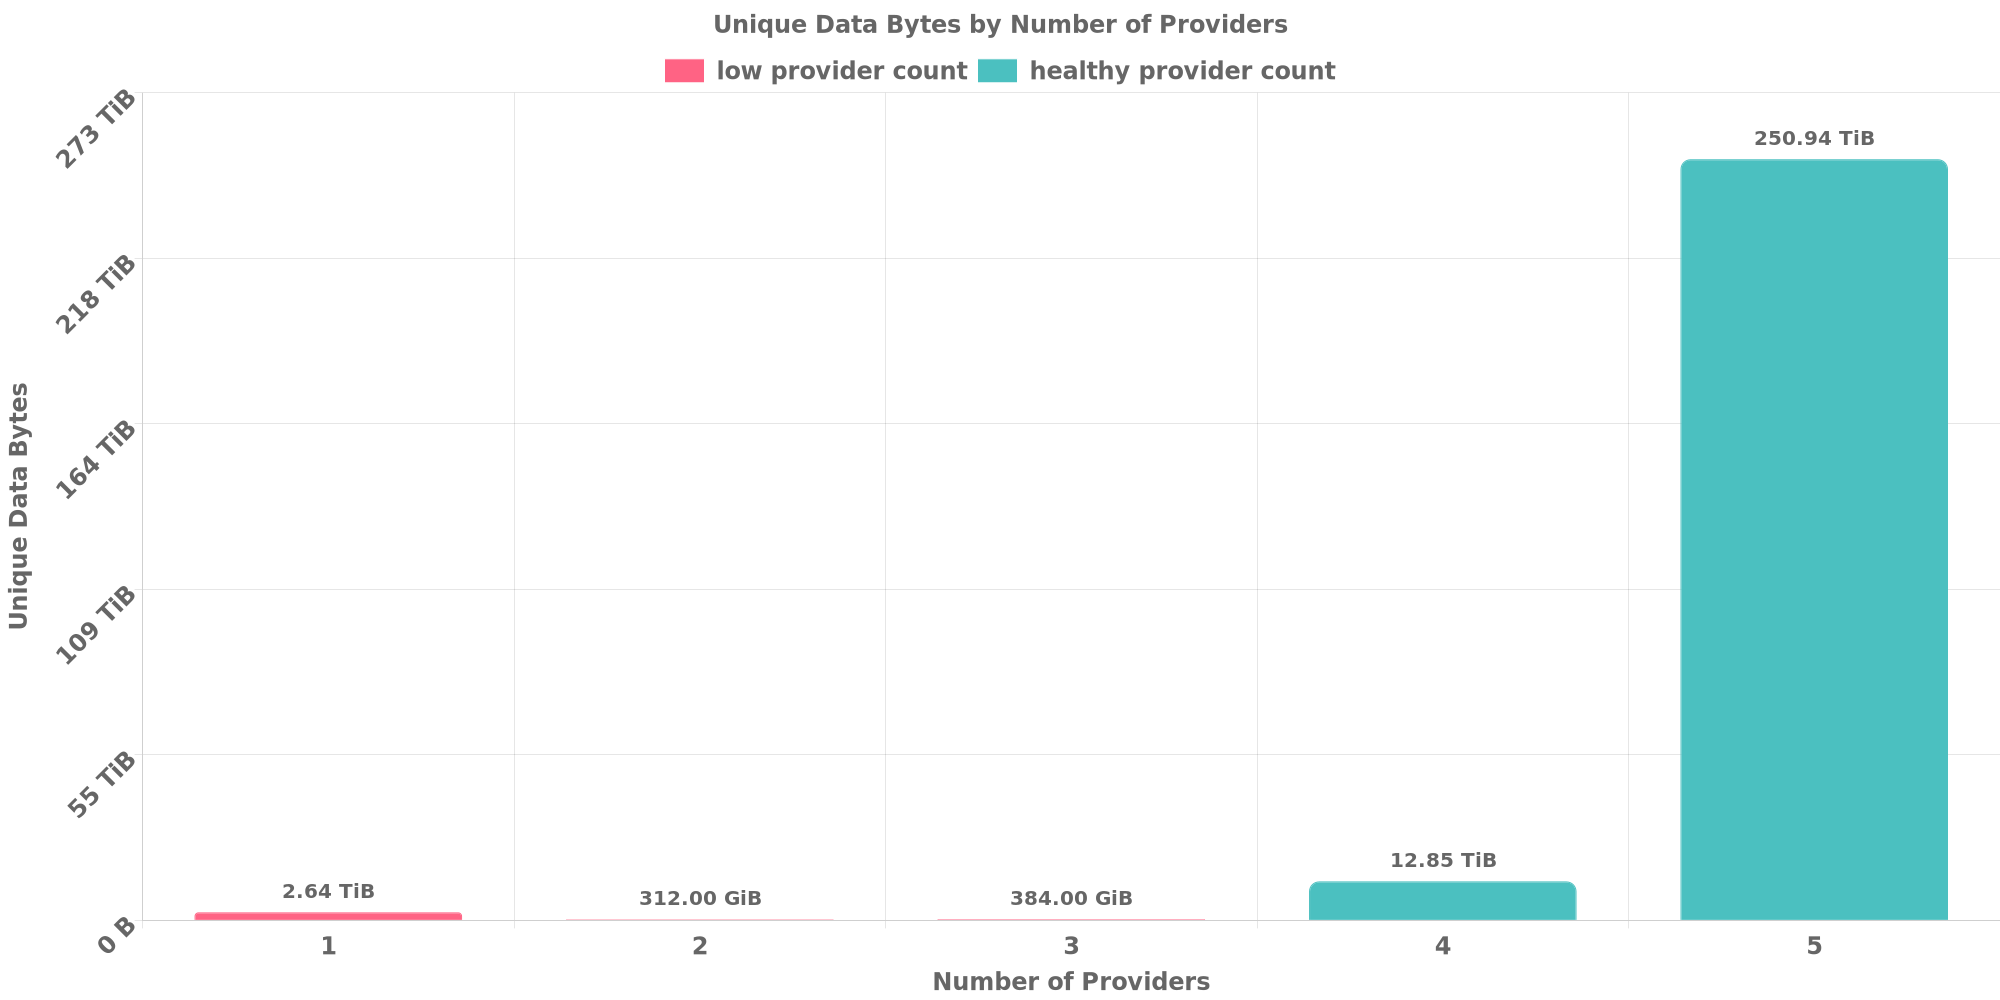 Unique Data Bytes by Number of Providers
low provider count healthy provider count
273 TiB
218 TiB
164 TiB
109 TiB
55 TiB
0 B
Unique Data Bytes
2.64 TiB
312.00 GiB
384.00 GiB
12.85 TiB
250.94 TiB
1 2 3 4 5
Number of Providers